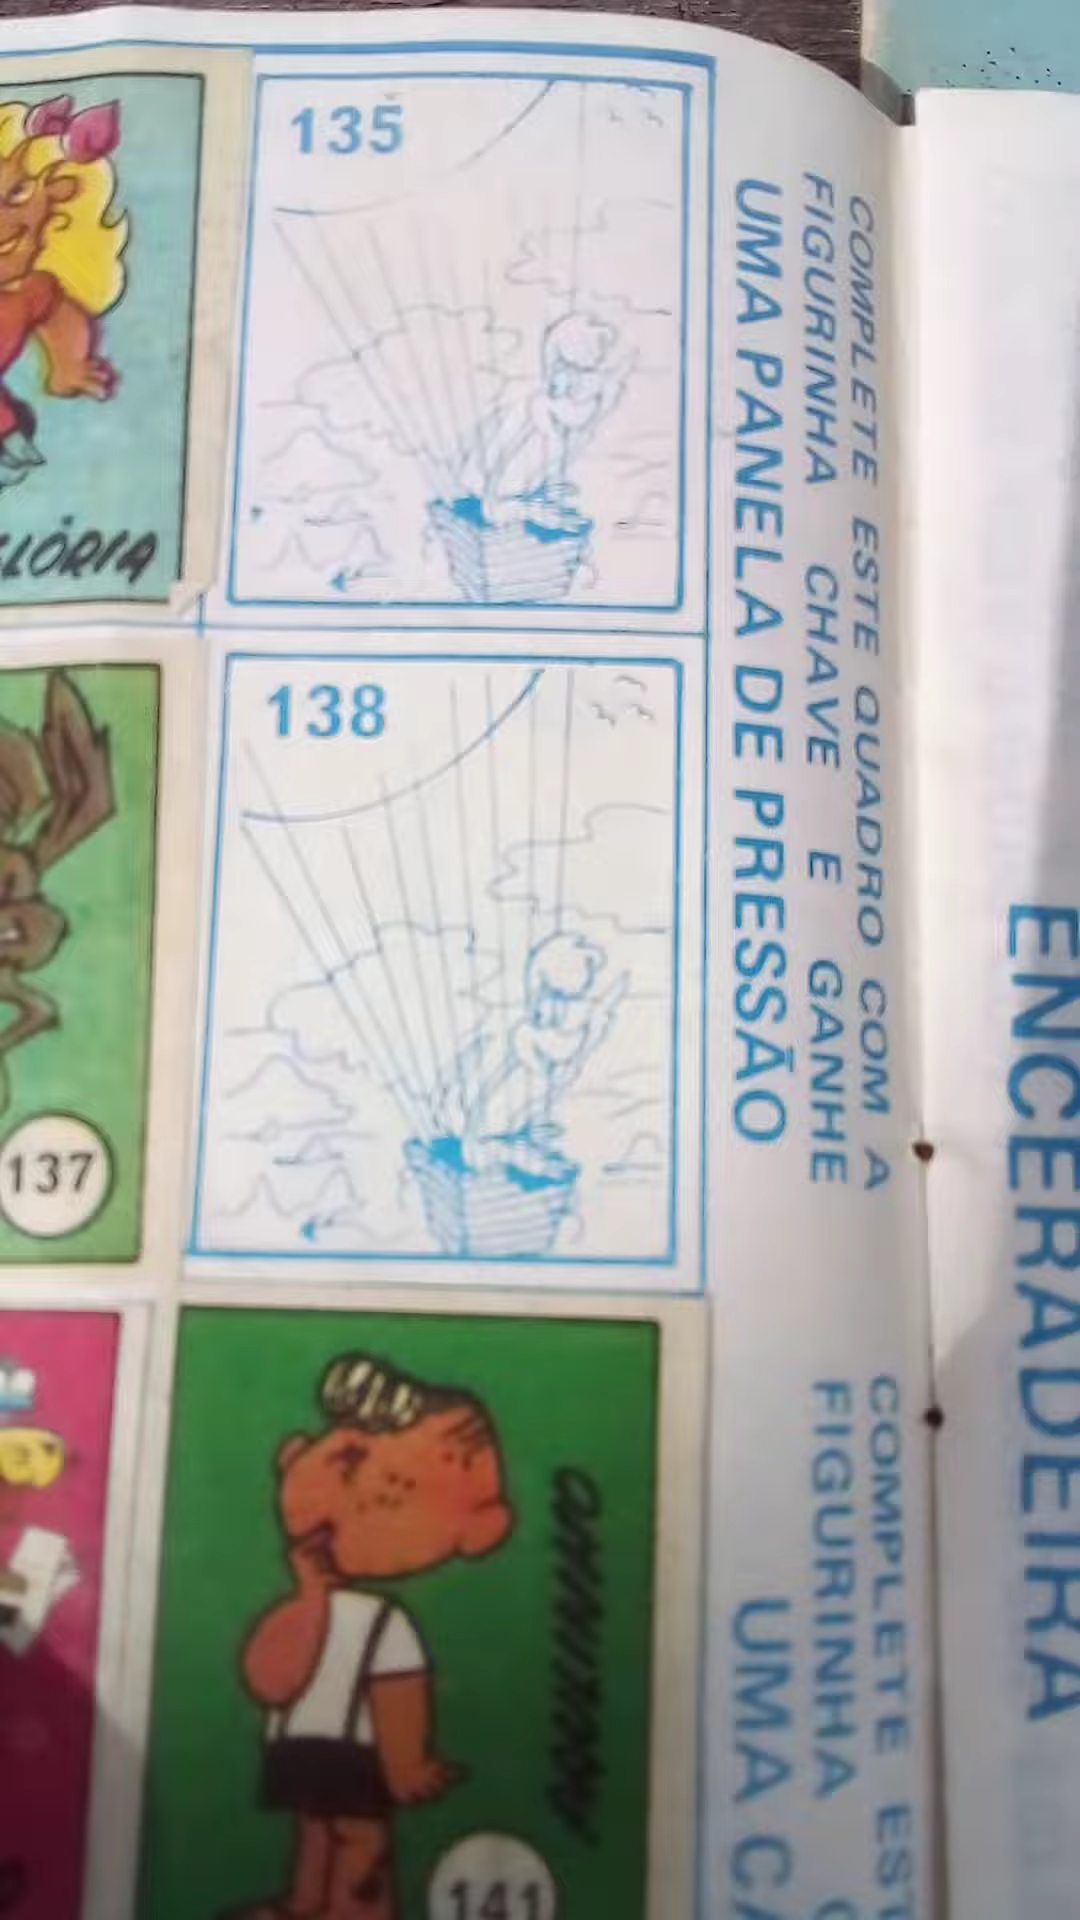 135
GLÓRIA
138
137
141
COMPLETE ESTE QUADRO COM A
FIGURINHA CHAVE E GANHE
UMA PANELA DE PRESSÃO
COMPLETE
FIGURINHA
UMA
ENCERADEIRA